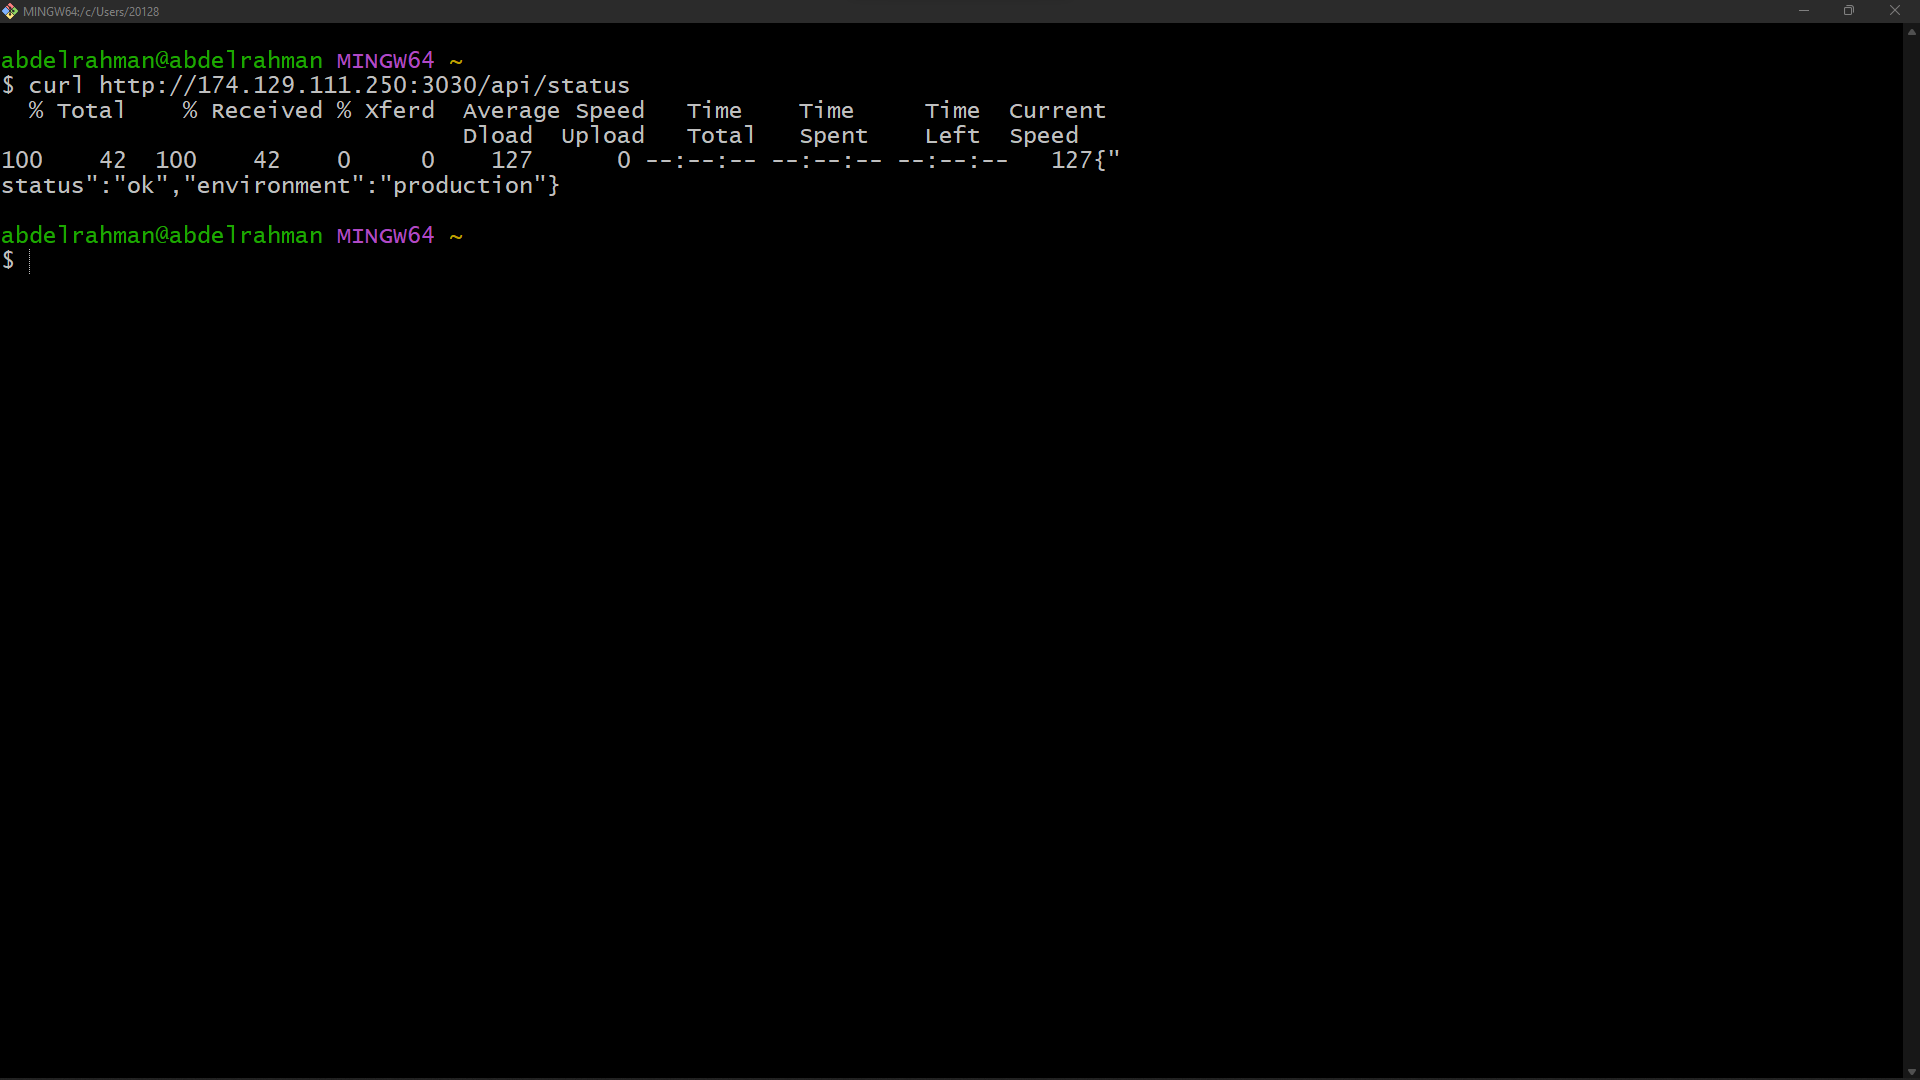 MINGW64:/c/Users/20128
abdelrahman@abdelrahman MINGW64 ~
$ curl http://174.129.111.250:3030/api/status
  % Total    % Received % Xferd  Average Speed   Time    Time     Time  Current
                                 Dload  Upload   Total   Spent    Left  Speed
100    42  100    42    0     0    127      0 --:--:-- --:--:-- --:--:--   127{"
status":"ok","environment":"production"}
abdelrahman@abdelrahman MINGW64 ~
$